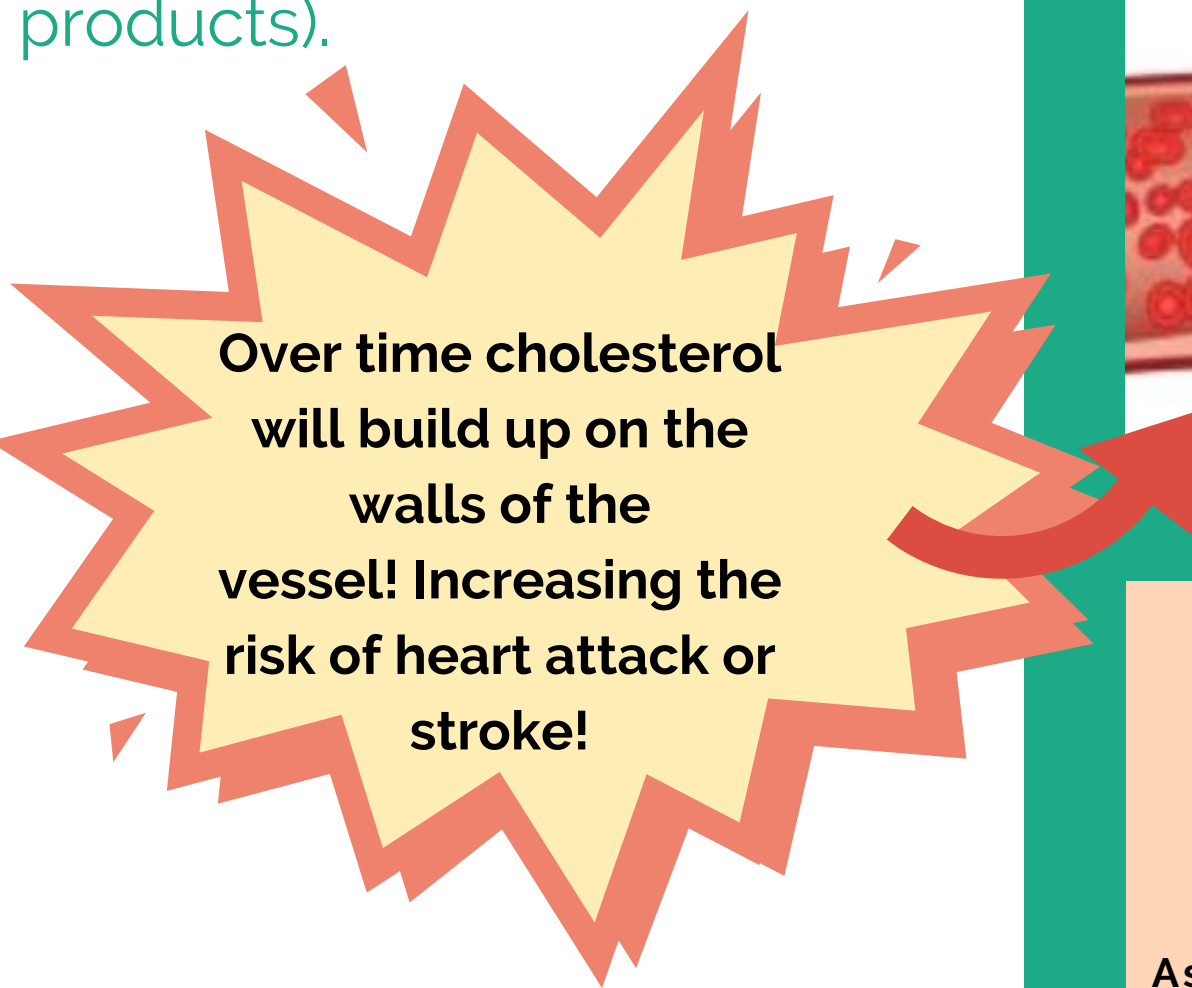 products).
Over time cholesterol
will build up on the
walls of the
vessel! Increasing the
risk of heart attack or
stroke!